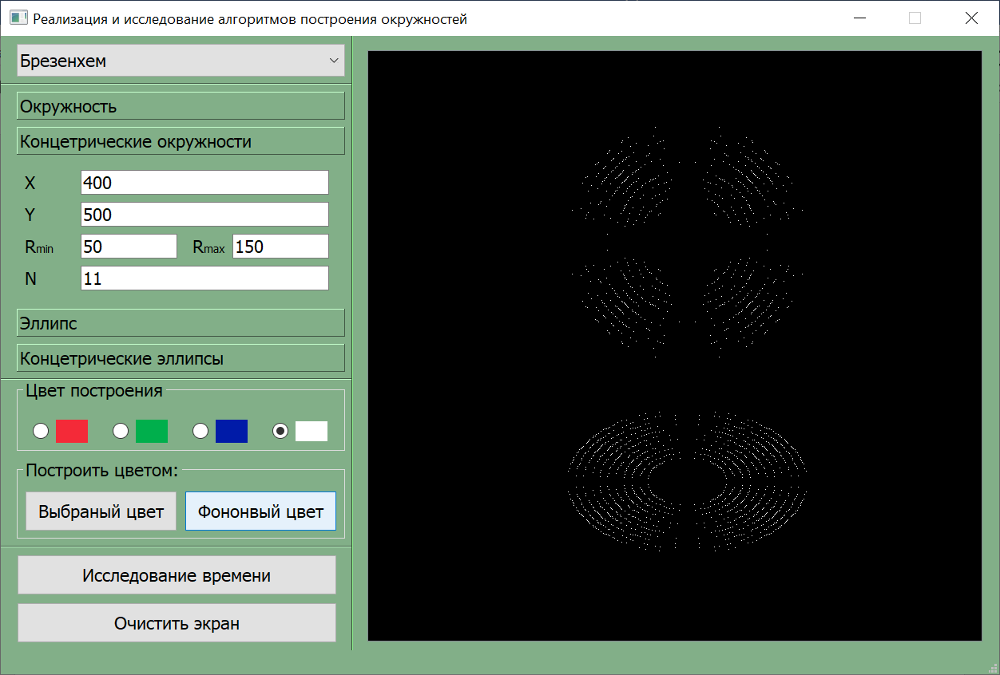 Реализация и исследование алгоритмов построения окружностей
Брезенхем
Окружность
Концетрические окружности
X 400
Y 500
Rmin 50 Rmax 150
N 11
Эллипс
Концетрические эллипсы
Цвет построения
Построить цветом:
Выбраный цвет Фононвый цвет
Исследование времени
Очистить экран